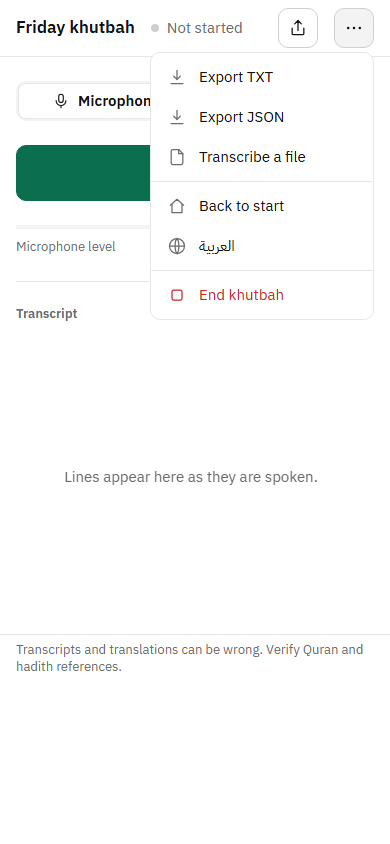 Friday khutbah
Not started
Export TXT
Export JSON
Transcribe a file
Back to start
العربية
End khutbah
Microphone level
Transcript
Lines appear here as they are spoken.
Transcripts and translations can be wrong. Verify Quran and
hadith references.